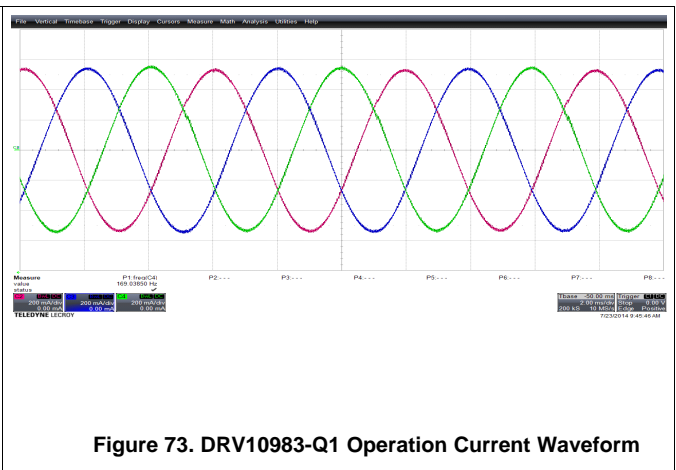 File Vertical Timebase Trigger Display Cursors Measure Math Analysis Utilities Help
Measure P1:freq(C4) P2:- - - P3:- - - P4:- - - P5:- - - P6:- - - P7:- - - P8:- - -
value 169.03850 Hz
status
Tbase -50.00 ms Trigger
200 mA/div 200 mA/div 200 mA/div 2.00 ms/div Stop 0.00 V
0.00 mA 0.00 mA 0.00 mA 200 kS 10 MS/s Edge Positive
TELEDYNE LECROY 7/23/2014 9:45:46 AM
Figure 73. DRV10983-Q1 Operation Current Waveform